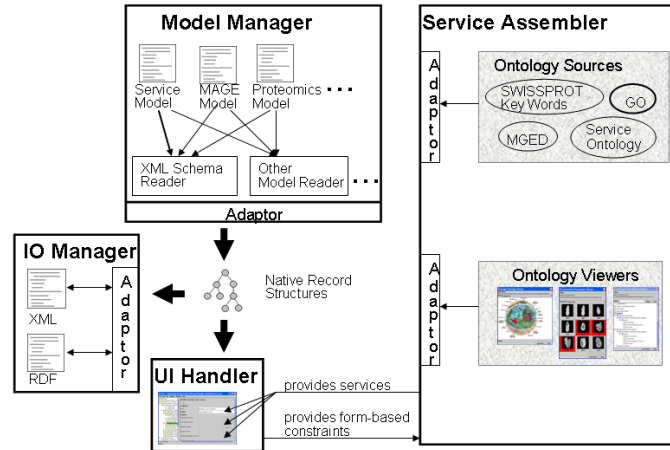 Model Manager
Service
Model
MAGE
Model
Proteomics
Model
XML Schema
Reader
Other
Model Reader
Adaptor
Service Assembler
Adaptor
Ontology Sources
SWISSPROT
Key Words
GO
MGED
Service
Ontology
IO Manager
XML
RDF
Adaptor
Native Record
Structures
Adaptor
Ontology Viewers
UI Handler
provides services
provides form-based
constraints